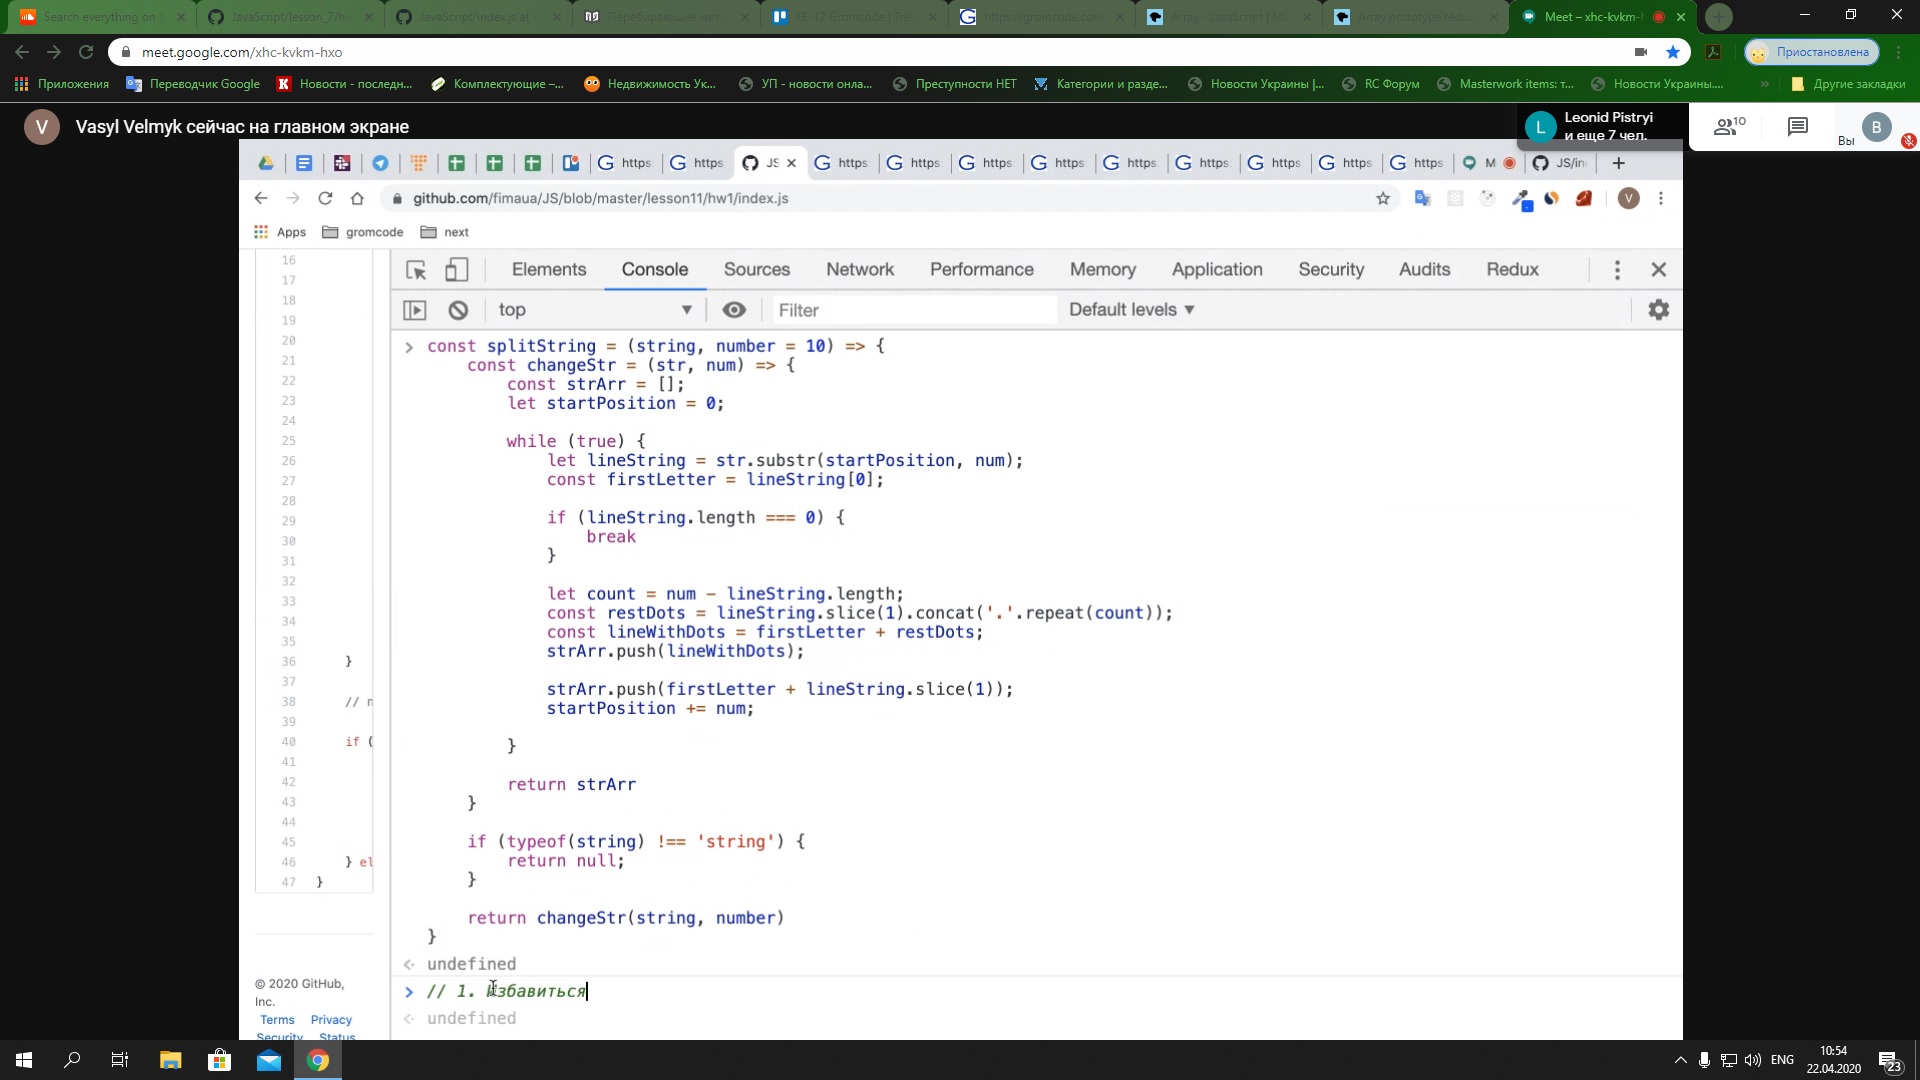 Search everything on S
JavaScript/lesson_7/hw
JavaScript/index.js at m
Перебирающие мето
FE-12 Gromcode | Trel
https://gromcode.com
Array - JavaScript | MD
Array.prototype.reduc
Meet – xhc-kvkm-h
meet.google.com/xhc-kvkm-hxo
Приостановлена
Приложения
Переводчик Google
Новости - последн...
Комплектующие –...
Недвижимость Ук...
УП - новости онла...
Преступности НЕТ
Категории и разде...
Новости Украины |...
RC Форум
Masterwork items: т...
Новости Украины....
»
Другие закладки
V
Vasyl Velmyk сейчас на главном экране
L
Leonid Pistryi
и еще 7 чел.
10
Вы
В
https
https
JS
https
https
https
https
https
https
https
https
https
M
JS/in
github.com/fimaua/JS/blob/master/lesson11/hw1/index.js
V
Apps
gromcode
next
Elements
Console
Sources
Network
Performance
Memory
Application
Security
Audits
Redux
top
Filter
Default levels
16
17
18
19
20
21
22
23
24
25
26
27
28
29
30
31
32
33
34
35
36 }
37
38 // n
39
40 if (
41
42
43
44
45
46 } el
47 }
© 2020 GitHub,
Inc.
Terms Privacy
Security Status
const splitString = (string, number = 10) => {
const changeStr = (str, num) => {
const strArr = [];
let startPosition = 0;
while (true) {
let lineString = str.substr(startPosition, num);
const firstLetter = lineString[0];
if (lineString.length === 0) {
break
}
let count = num - lineString.length;
const restDots = lineString.slice(1).concat('.'.repeat(count));
const lineWithDots = firstLetter + restDots;
strArr.push(lineWithDots);
strArr.push(firstLetter + lineString.slice(1));
startPosition += num;
}
return strArr
}
if (typeof(string) !== 'string') {
return null;
}
return changeStr(string, number)
}
undefined
// 1. Избавиться
undefined
ENG
10:54
22.04.2020
23